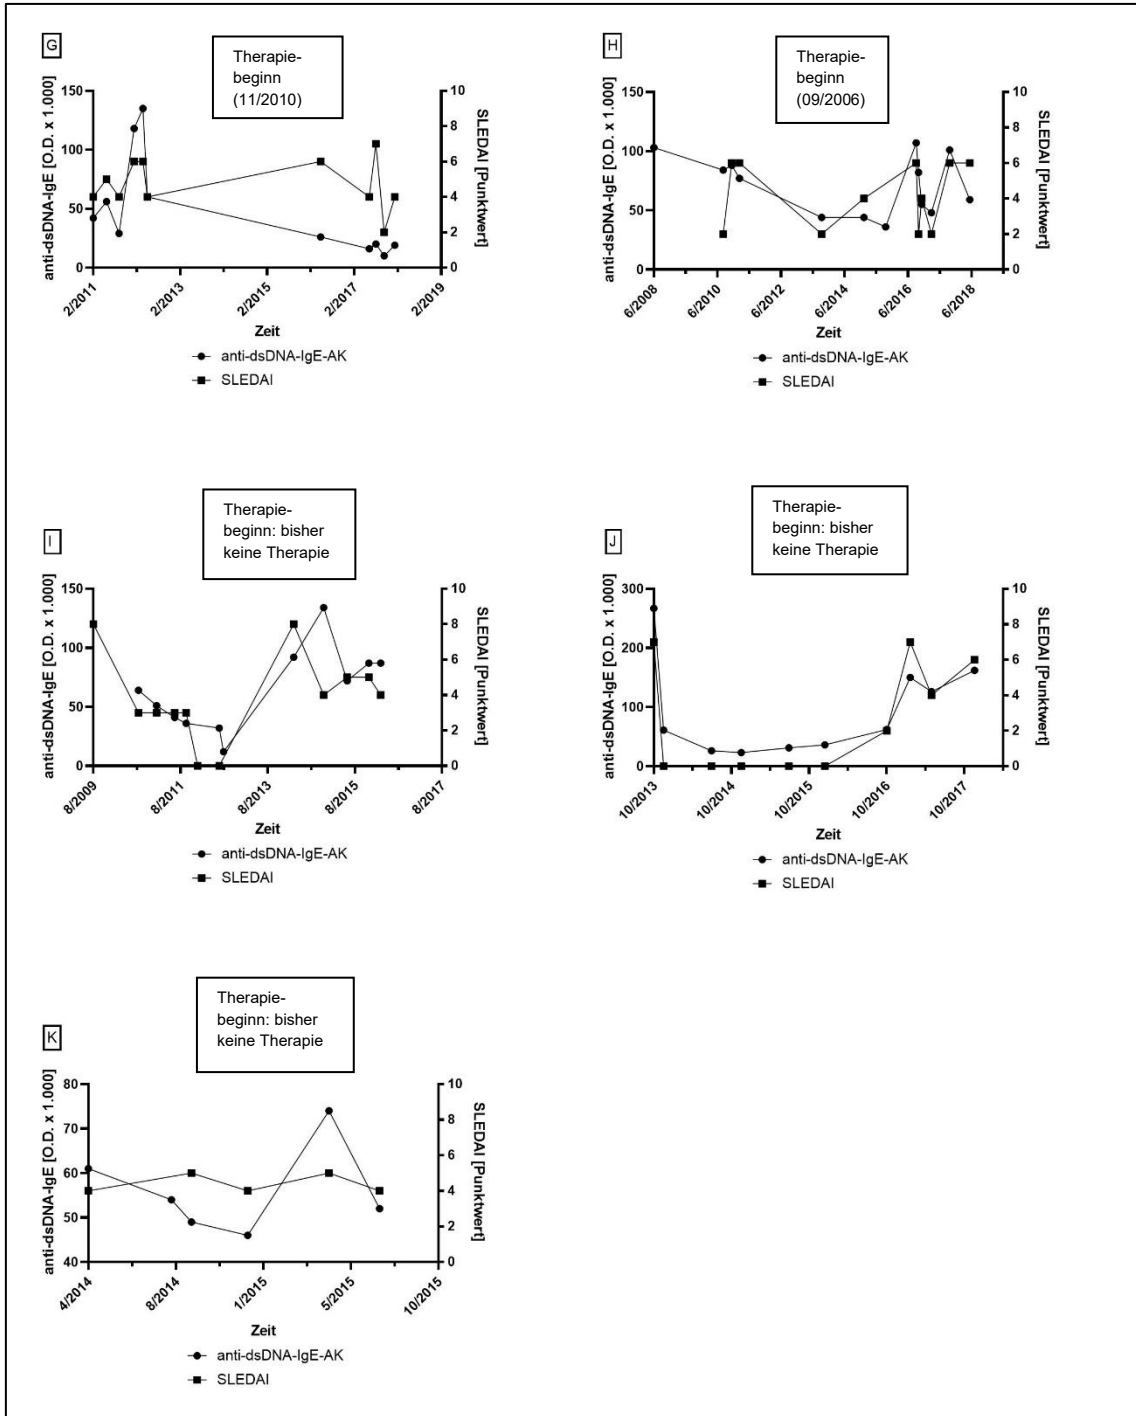 G
Therapie-
beginn
(11/2010)
anti-dsDNA-IgE [O.D. x 1.000]
150
100
50
0
10
8
6
4
2
0
SLEDAI [Punktwert]
2/2011
2/2013
2/2015
2/2017
2/2019
Zeit
anti-dsDNA-IgE-AK
SLEDAI
H
Therapie-
beginn
(09/2006)
anti-dsDNA-IgE [O.D. x 1.000]
150
100
50
0
10
8
6
4
2
0
SLEDAI [Punktwert]
6/2008
6/2010
6/2012
6/2014
6/2016
6/2018
Zeit
anti-dsDNA-IgE-AK
SLEDAI
I
Therapie-
beginn: bisher
keine Therapie
anti-dsDNA-IgE [O.D. x 1.000]
150
100
50
0
10
8
6
4
2
0
SLEDAI [Punktwert]
8/2009
8/2011
8/2013
8/2015
8/2017
Zeit
anti-dsDNA-IgE-AK
SLEDAI
J
Therapie-
beginn: bisher
keine Therapie
anti-dsDNA-IgE [O.D. x 1.000]
300
200
100
0
10
8
6
4
2
0
SLEDAI [Punktwert]
10/2013
10/2014
10/2015
10/2016
10/2017
Zeit
anti-dsDNA-IgE-AK
SLEDAI
K
Therapie-
beginn: bisher
keine Therapie
anti-dsDNA-IgE [O.D. x 1.000]
80
70
60
50
40
10
8
6
4
2
0
SLEDAI [Punktwert]
4/2014
8/2014
1/2015
5/2015
10/2015
Zeit
anti-dsDNA-IgE-AK
SLEDAI